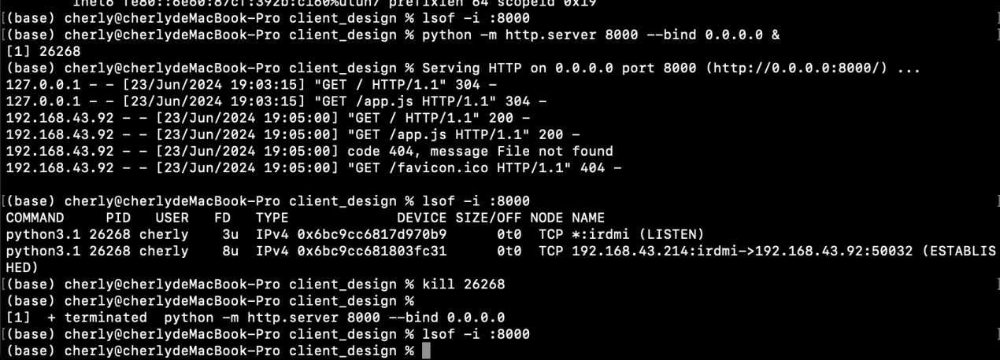 inet6 fe80::6e60:87cf:392b:c160%utun7 prefixlen 64 scopeid 0x19
[(base) cherly@cherlydeMacBook-Pro client_design % lsof -i :8000 ]
[(base) cherly@cherlydeMacBook-Pro client_design % python -m http.server 8000 --bind 0.0.0.0 & ]
[1] 26268
(base) cherly@cherlydeMacBook-Pro client_design % Serving HTTP on 0.0.0.0 port 8000 (http://0.0.0.0:8000/) ...
127.0.0.1 - - [23/Jun/2024 19:03:15] "GET / HTTP/1.1" 304 -
127.0.0.1 - - [23/Jun/2024 19:03:15] "GET /app.js HTTP/1.1" 304 -
192.168.43.92 - - [23/Jun/2024 19:05:00] "GET / HTTP/1.1" 200 -
192.168.43.92 - - [23/Jun/2024 19:05:00] "GET /app.js HTTP/1.1" 200 -
192.168.43.92 - - [23/Jun/2024 19:05:00] code 404, message File not found
192.168.43.92 - - [23/Jun/2024 19:05:00] "GET /favicon.ico HTTP/1.1" 404 -
[(base) cherly@cherlydeMacBook-Pro client_design % lsof -i :8000 ]
COMMAND PID USER FD TYPE DEVICE SIZE/OFF NODE NAME
python3.1 26268 cherly 3u IPv4 0x6bc9cc6817d970b9 0t0 TCP *:irdmi (LISTEN)
python3.1 26268 cherly 8u IPv4 0x6bc9cc681803fc31 0t0 TCP 192.168.43.214:irdmi->192.168.43.92:50032 (ESTABLIS
HED)
[(base) cherly@cherlydeMacBook-Pro client_design % kill 26268 ]
(base) cherly@cherlydeMacBook-Pro client_design %
[1] + terminated python -m http.server 8000 --bind 0.0.0.0
[(base) cherly@cherlydeMacBook-Pro client_design % lsof -i :8000 ]
(base) cherly@cherlydeMacBook-Pro client_design %